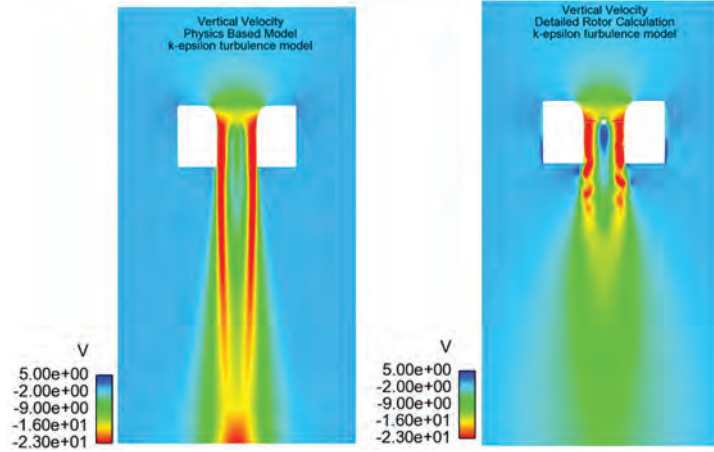 Vertical Velocity
Physics Based Model
k-epsilon turbulence model
V
5.00e+00
-2.00e+00
-9.00e+00
-1.60e+01
-2.30e+01
Vertical Velocity
Detailed Rotor Calculation
k-epsilon turbulence model
V
5.00e+00
-2.00e+00
-9.00e+00
-1.60e+01
-2.30e+01